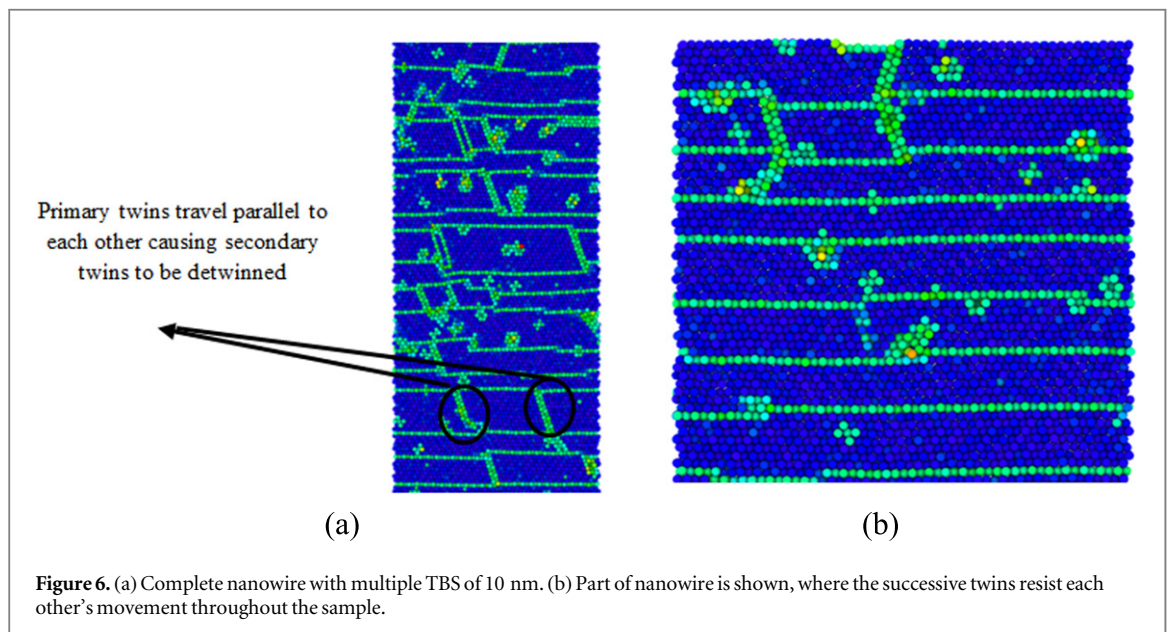 Primary twins travel parallel to
each other causing secondary
twins to be detwinned
(a)
(b)
Figure 6. (a) Complete nanowire with multiple TBS of 10 nm. (b) Part of nanowire is shown, where the successive twins resist each
other's movement throughout the sample.